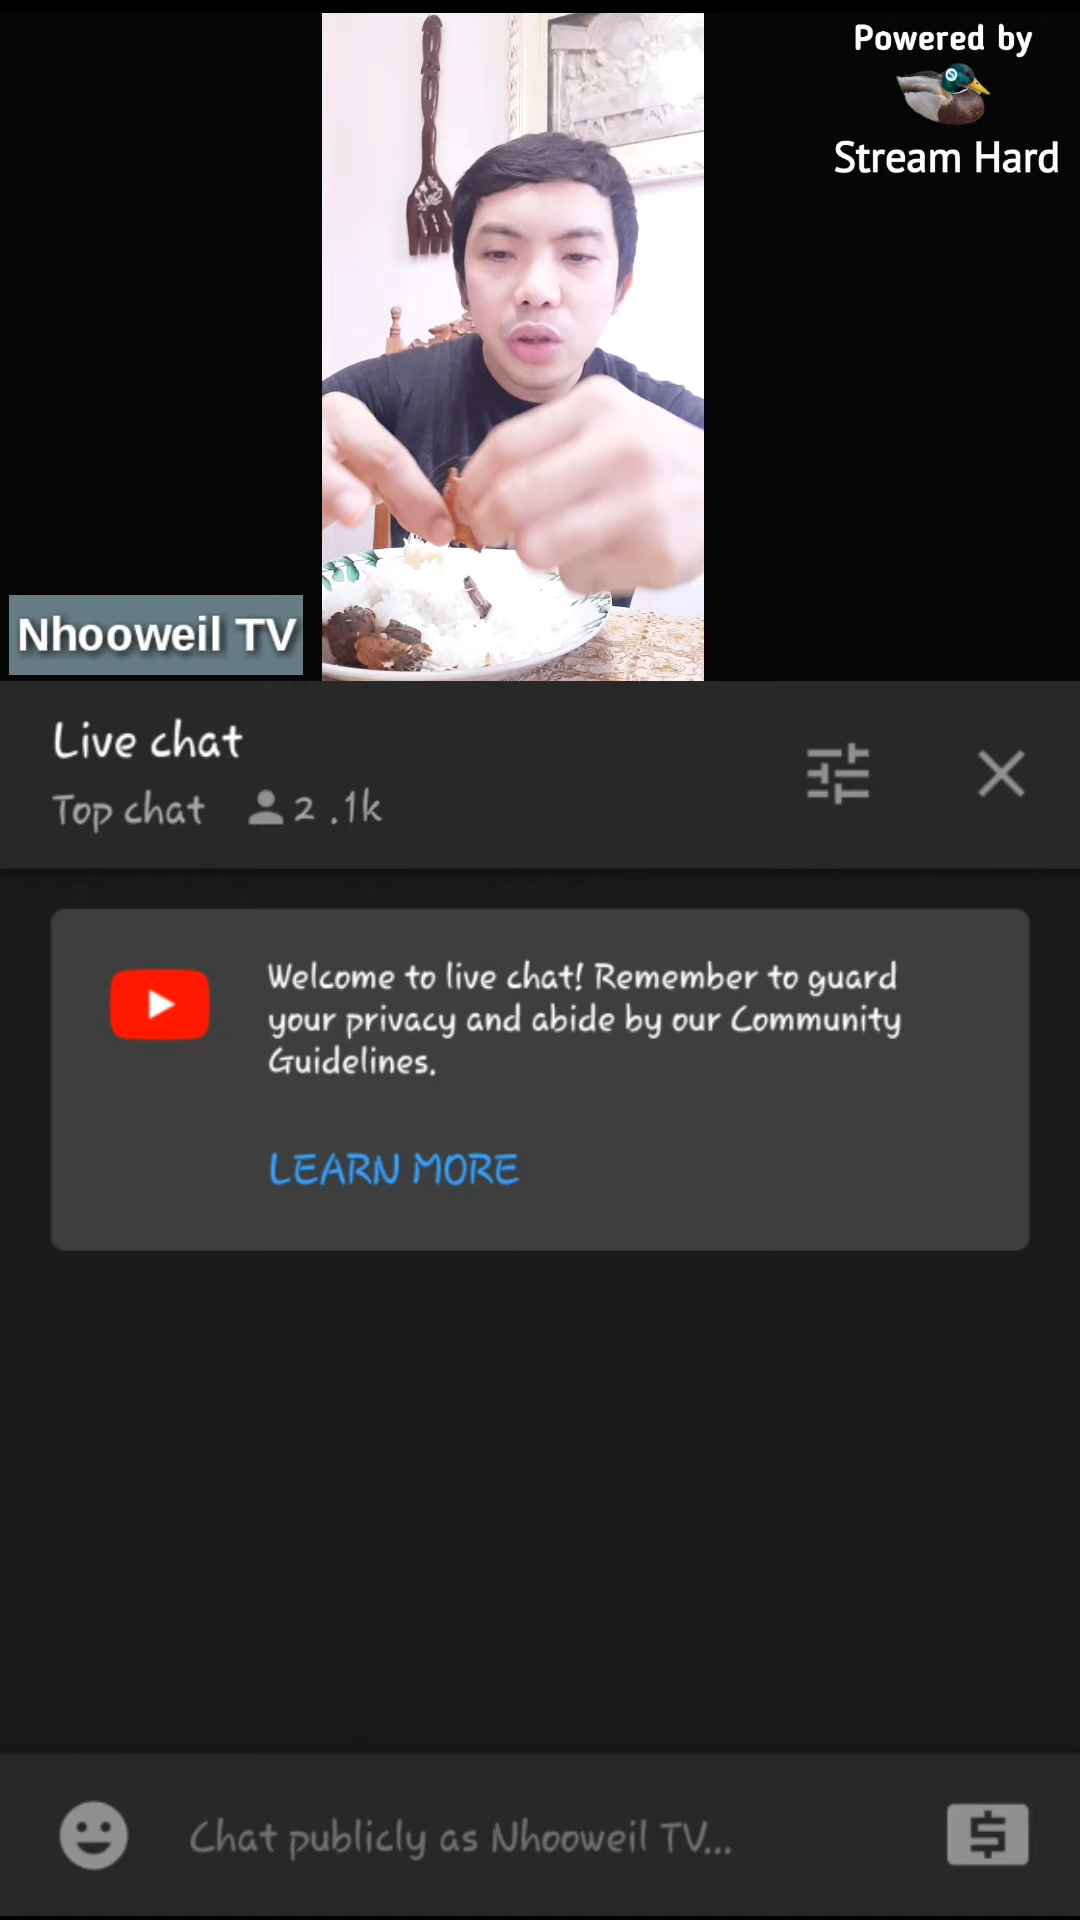 Powered by
Stream Hard
Nhooweil TV
Live chat
Top chat 2 .1k
Welcome to live chat! Remember to guard
your privacy and abide by our Community
Guidelines.
LEARN MORE
Chat publicly as Nhooweil TV...